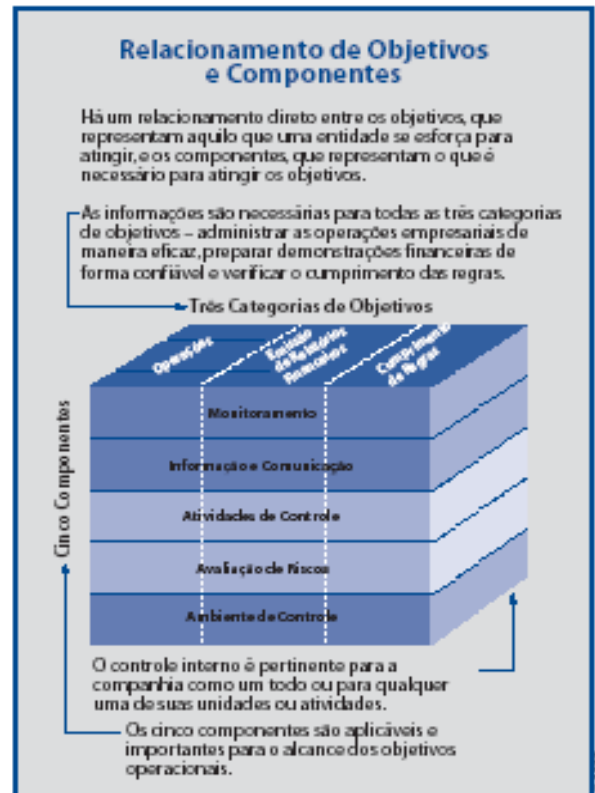 Relacionamento de Objetivos
e Componentes
Há um relacionamento direto entre os objetivos, que
representam aquilo que uma entidade se esforça para
atingir, e os componentes, que representam o que é
necessário para atingir os objetivos.
As informações são necessárias para todas as três categorias
de objetivos – administrar as operações empresariais de
maneira eficaz, preparar demonstrações financeiras de
forma confiável e verificar o cumprimento das regras.
Três Categorias de Objetivos
Operações
Emissão
de Relatórios
Financeiros
Cumprimento
de Regras
Cinco Componentes
Monitoramento
Informação e Comunicação
Atividades de Controle
Avaliação de Riscos
Ambiente de Controle
O controle interno é pertinente para a
companhia como um todo ou para qualquer
uma de suas unidades ou atividades.
Os cinco componentes são aplicáveis e
importantes para o alcance dos objetivos
operacionais.